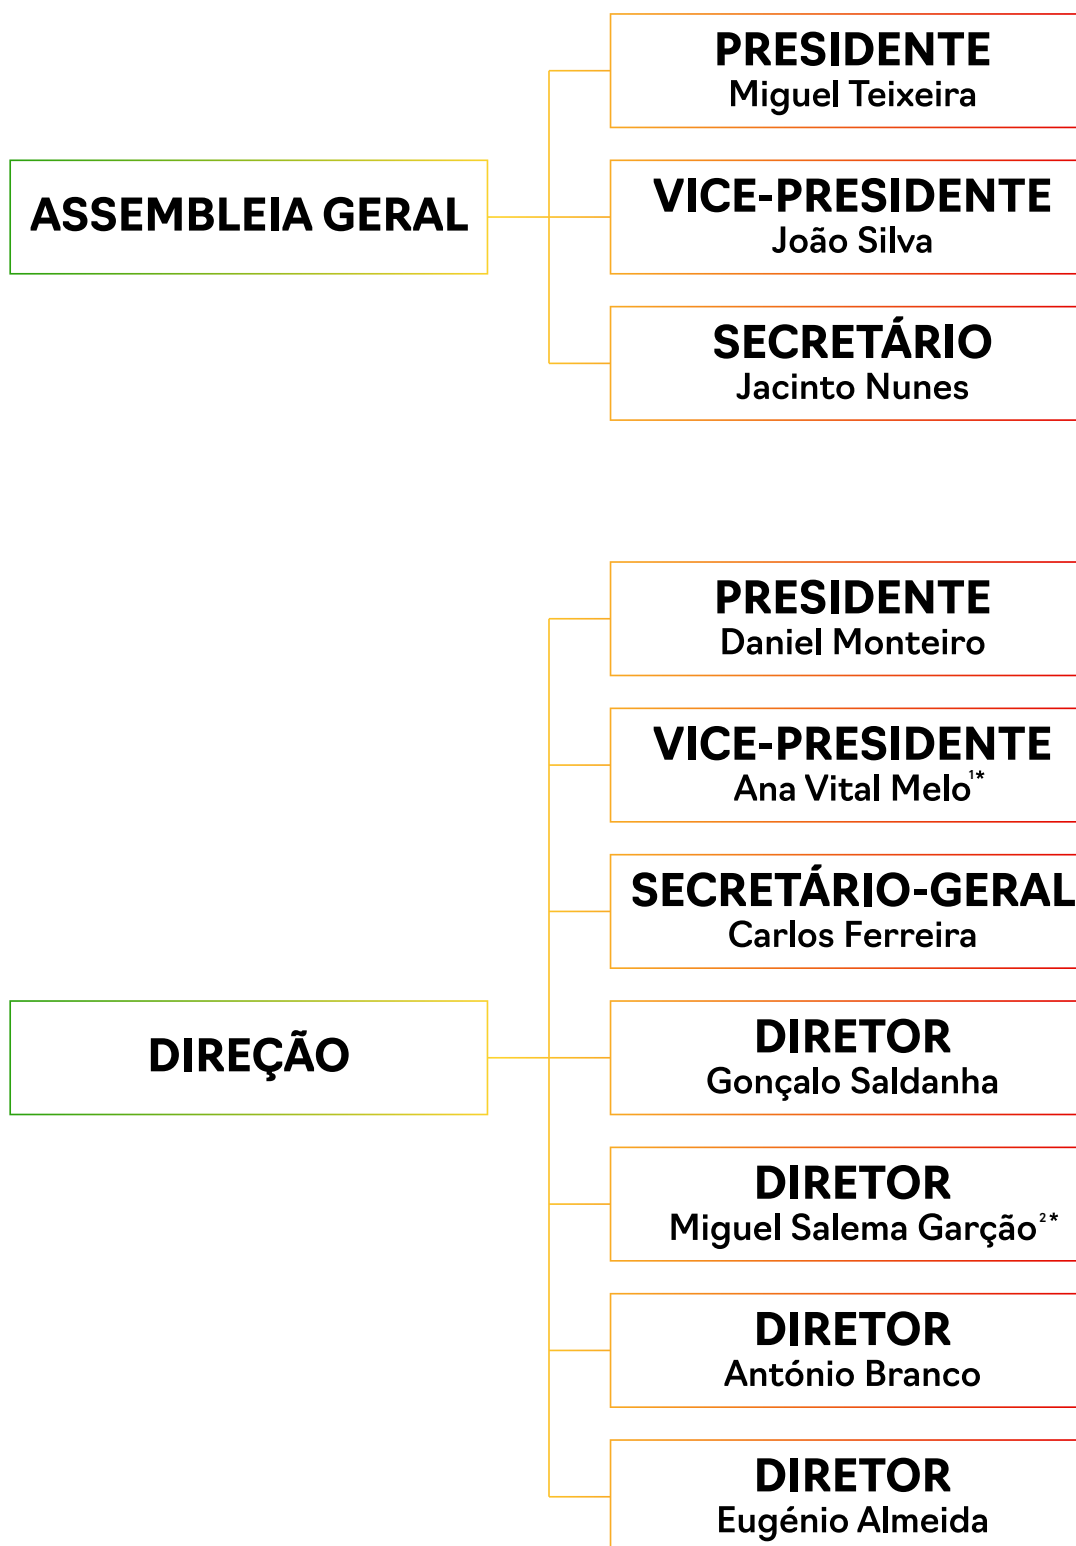 ASSEMBLEIA GERAL
PRESIDENTE
Miguel Teixeira
VICE-PRESIDENTE
João Silva
SECRETÁRIO
Jacinto Nunes
DIREÇÃO
PRESIDENTE
Daniel Monteiro
VICE-PRESIDENTE
Ana Vital Melo¹*
SECRETÁRIO-GERAL
Carlos Ferreira
DIRETOR
Gonçalo Saldanha
DIRETOR
Miguel Salema Garção²*
DIRETOR
António Branco
DIRETOR
Eugénio Almeida